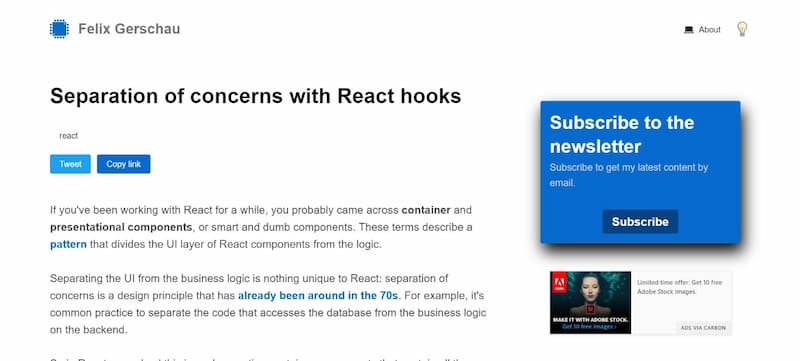 Felix Gerschau
About
Separation of concerns with React hooks
react
Tweet
Copy link
If you've been working with React for a while, you probably came across container and
presentational components, or smart and dumb components. These terms describe a
pattern that divides the UI layer of React components from the logic.
Separating the UI from the business logic is nothing unique to React: separation of
concerns is a design principle that has already been around in the 70s. For example, it's
common practice to separate the code that accesses the database from the business logic
on the backend.
Subscribe to the
newsletter
Subscribe to get my latest content by
email.
Subscribe
Adobe
MAKE IT WITH ADOBE STOCK.
Get 10 free images ›
Limited time offer: Get 10 free
Adobe Stock images.
ADS VIA CARBON